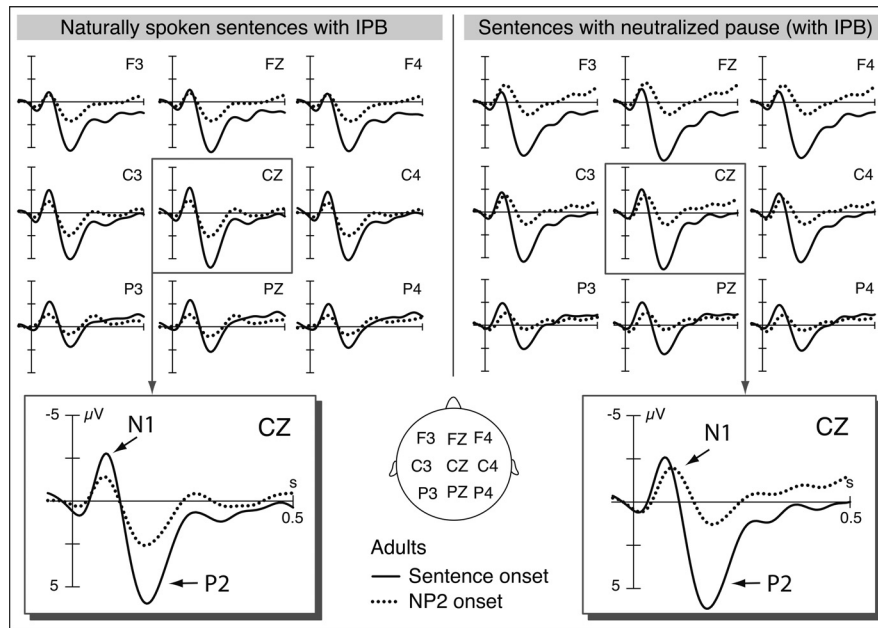 Naturally spoken sentences with IPB
Sentences with neutralized pause (with IPB)
F3 FZ F4
F3 FZ F4
C3 CZ C4
C3 CZ C4
P3 PZ P4
P3 PZ P4
-5 µV
N1
CZ
s
0.5
5
P2
F3 FZ F4
C3 CZ C4
P3 PZ P4
Adults
Sentence onset
NP2 onset
-5 µV
N1
CZ
s
0.5
5
P2